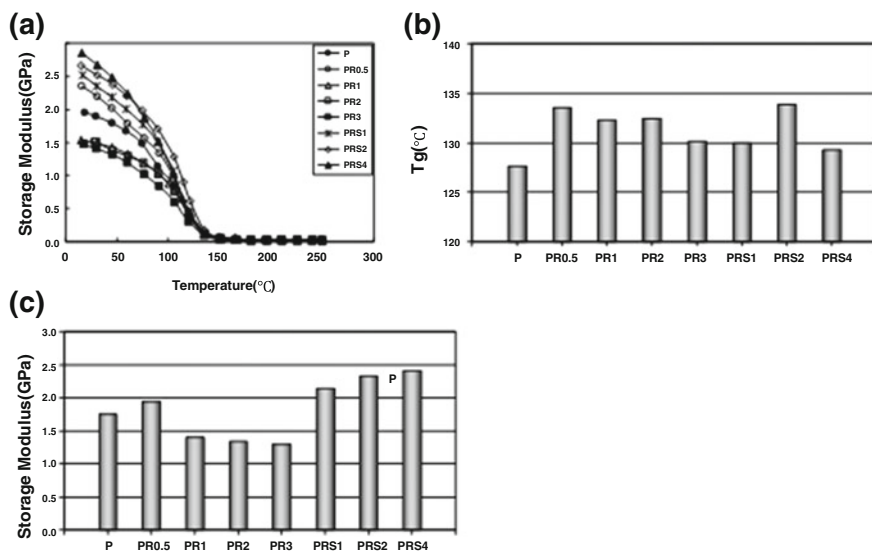 (a)
Storage Modulus(GPa)
2.5
2.0
1.5
1.0
0.5
0.0
0
50
100
150
200
250
300
Temperature(℃)
P
PR0.5
PR1
PR2
PR3
PRS1
PRS2
PRS4
(b)
Tg(℃)
140
135
130
125
120
P PR0.5 PR1 PR2 PR3 PRS1 PRS2 PRS4
(c)
Storage Modulus(GPa)
3.0
2.5
2.0
1.5
1.0
0.5
0.0
P
P PR0.5 PR1 PR2 PR3 PRS1 PRS2 PRS4